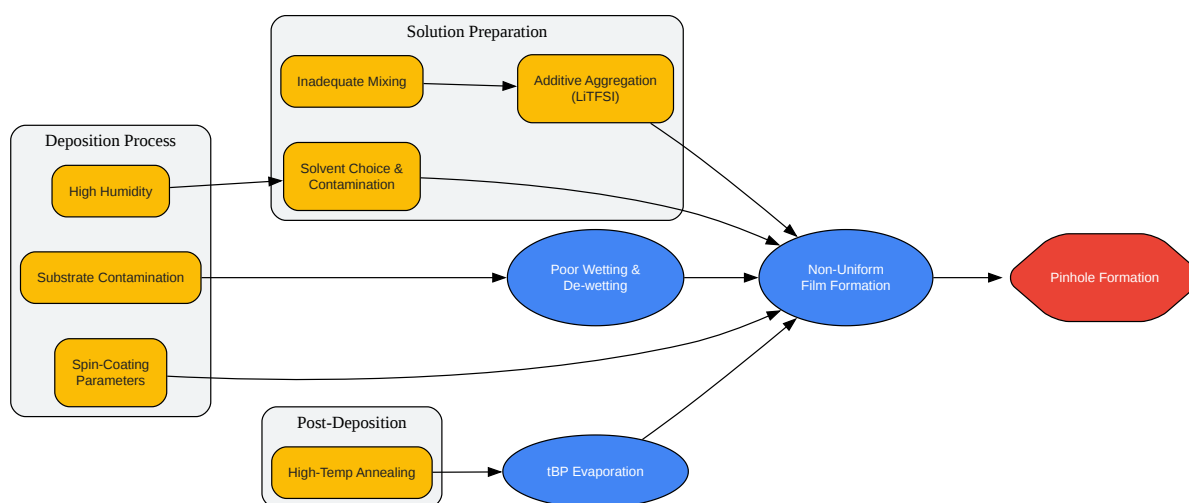 Solution Preparation
Inadequate Mixing
Additive Aggregation
(LiTFSI)
Deposition Process
High Humidity
Solvent Choice &
Contamination
Substrate Contamination
Poor Wetting &
De-wetting
Non-Uniform
Film Formation
Pinhole Formation
Spin-Coating
Parameters
Post-Deposition
High-Temp Annealing
tBP Evaporation